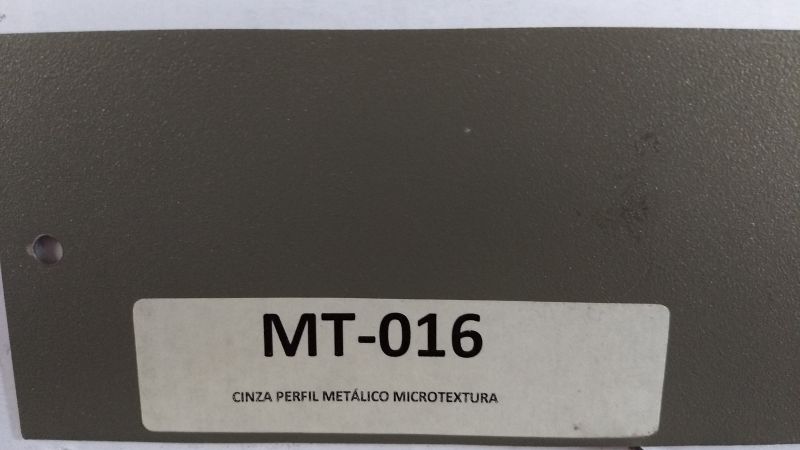 MT-016
CINZA PERFIL METÁLICO MICROTEXTURA